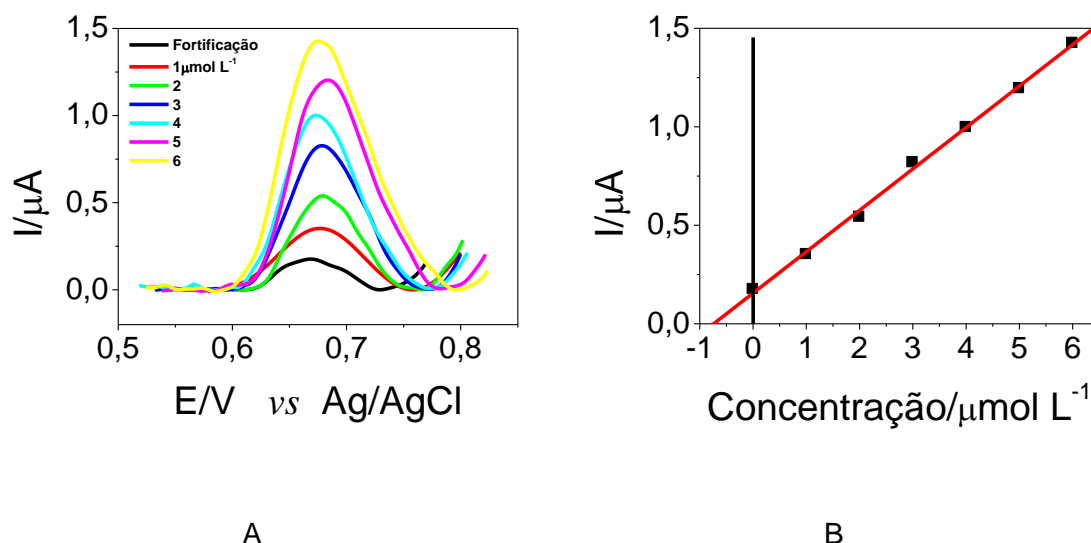 1,5
Fortificação
1µmol L⁻¹
2
3
4
5
6
1,0
0,5
0,0
I/µA
0,5 0,6 0,7 0,8
E/V vs Ag/AgCl
A
1,5
1,0
0,5
0,0
I/µA
-1 0 1 2 3 4 5 6
Concentração/µmol L⁻¹
B